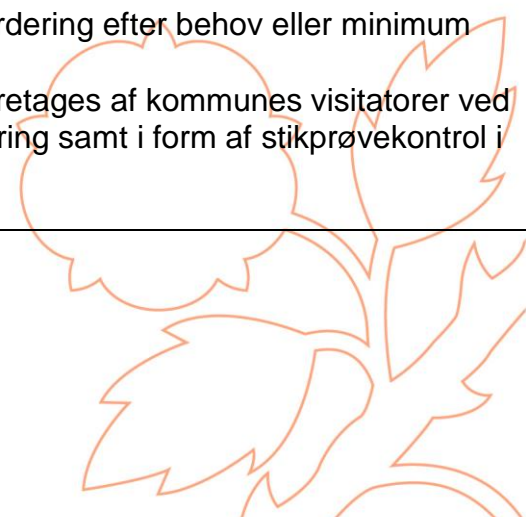 rdering efter behov eller minimum
retages af kommunes visitatorer ved
ring samt i form af stikprøvekontrol i